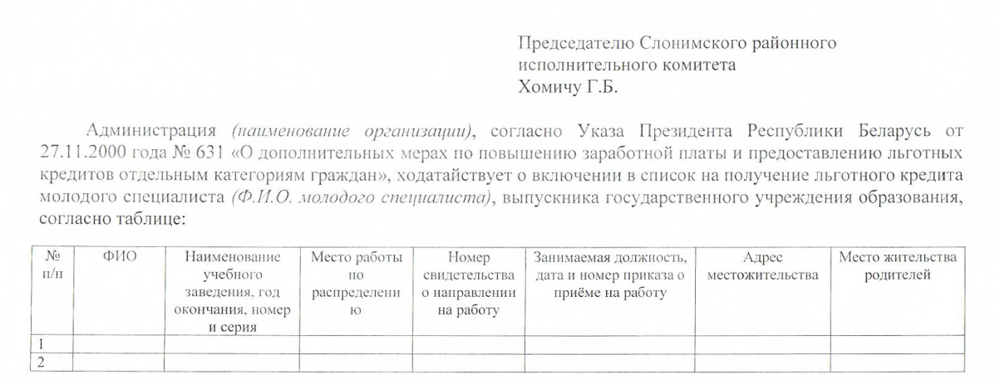 Председателю Слонимского районного
исполнительного комитета
Хомичу Г.Б.
Администрация (наименование организации), согласно Указа Президента Республики Беларусь от
27.11.2000 года № 631 «О дополнительных мерах по повышению заработной платы и предоставлению льготных
кредитов отдельным категориям граждан», ходатайствует о включении в список на получение льготного кредита
молодого специалиста (Ф.И.О. молодого специалиста), выпускника государственного учреждения образования,
согласно таблице:
№
п/п
ФИО
Наименование
учебного
заведения, год
окончания, номер
и серия
Место работы
по
распределени
ю
Номер
свидетельства
о направлении
на работу
Занимаемая должность,
дата и номер приказа о
приёме на работу
Адрес
местожительства
Место жительства
родителей
1
2